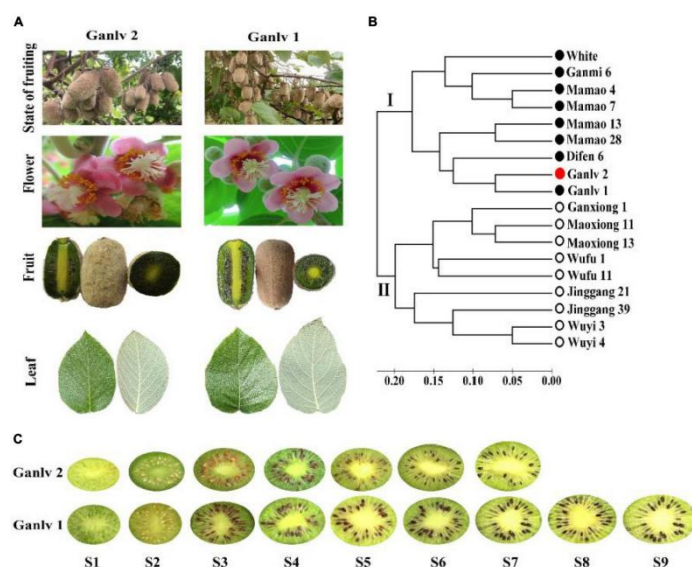 A
Ganlv 2
Ganlv 1
State of fruiting
Flower
Fruit
Leaf
B
I
II
White
Ganmi 6
Mamao 4
Mamao 7
Mamao 13
Mamao 28
Difen 6
Ganlv 2
Ganlv 1
Ganxiong 1
Maoxiong 11
Maoxiong 13
Wufu 1
Wufu 11
Jinggang 21
Jinggang 39
Wuyi 3
Wuyi 4
0.20 0.15 0.10 0.05 0.00
C
Ganlv 2
Ganlv 1
S1 S2 S3 S4 S5 S6 S7 S8 S9